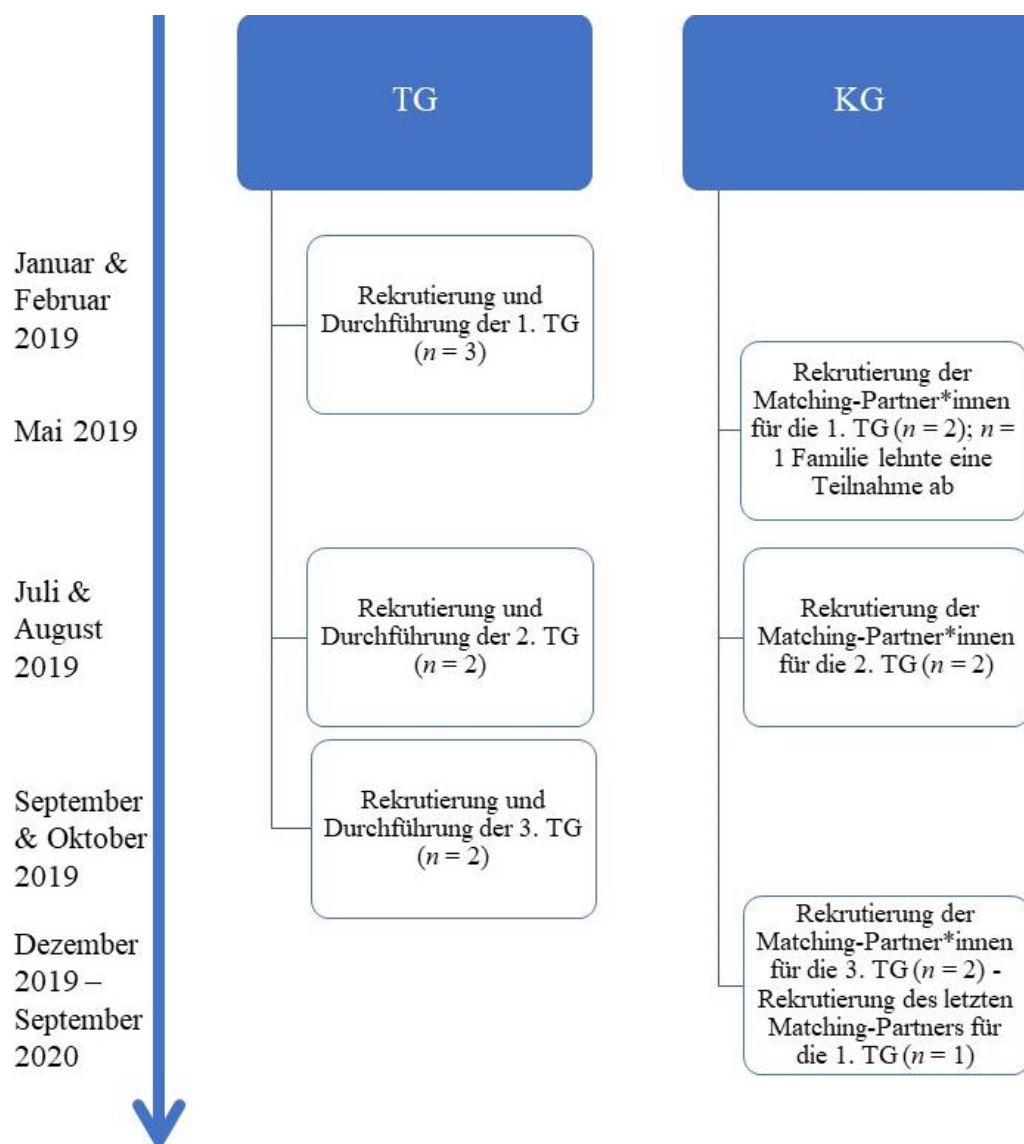 TG
KG
Januar &
Februar
2019
Rekrutierung und
Durchführung der 1. TG
(n = 3)
Mai 2019
Rekrutierung der
Matching-Partner*innen
für die 1. TG (n = 2); n =
1 Familie lehnte eine
Teilnahme ab
Juli &
August
2019
Rekrutierung und
Durchführung der 2. TG
(n = 2)
Rekrutierung der
Matching-Partner*innen
für die 2. TG (n = 2)
September
& Oktober
2019
Rekrutierung und
Durchführung der 3. TG
(n = 2)
Dezember
2019 –
September
2020
Rekrutierung der
Matching-Partner*innen
für die 3. TG (n = 2) -
Rekrutierung des letzten
Matching-Partners für
die 1. TG (n = 1)